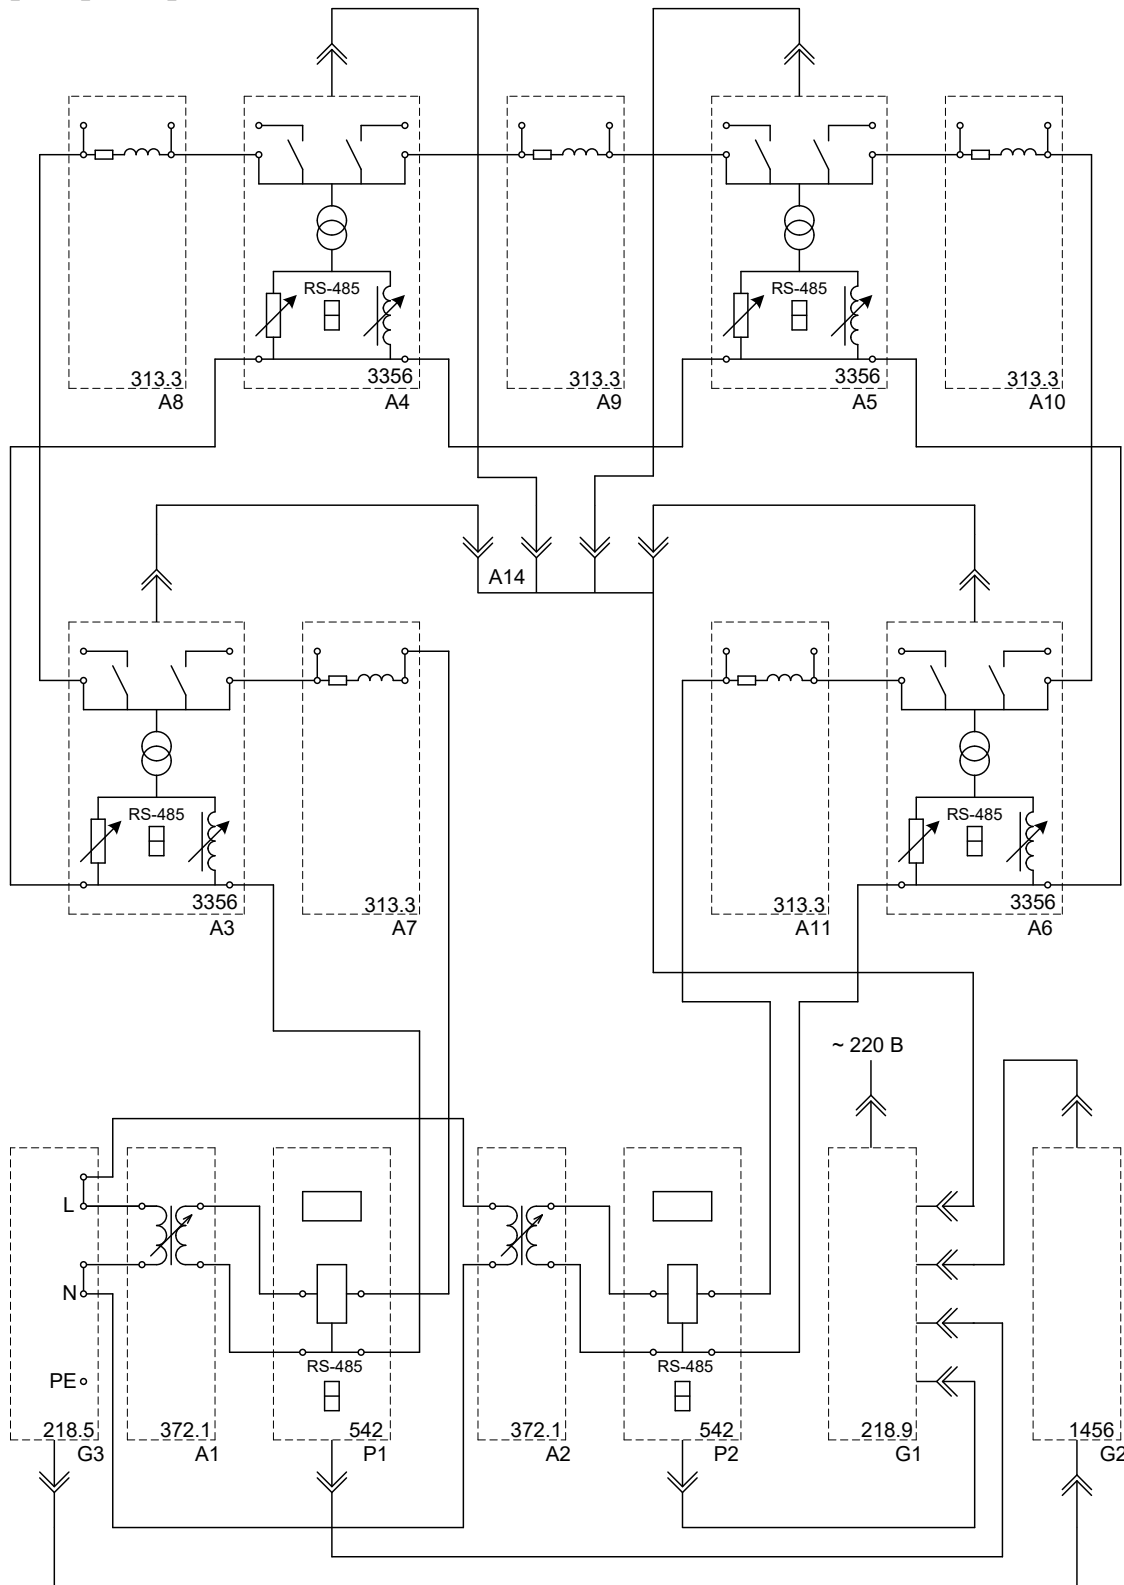 RS-485
RS-485
313.3
3356
313.3
3356
313.3
A8
A4
A9
A5
A10
A14
RS-485
RS-485
3356
313.3
313.3
3356
A3
A7
A11
A6
~ 220 В
L
N
RS-485
RS-485
PE
218.5
372.1
542
372.1
542
218.9
1456
G3
A1
P1
A2
P2
G1
G2